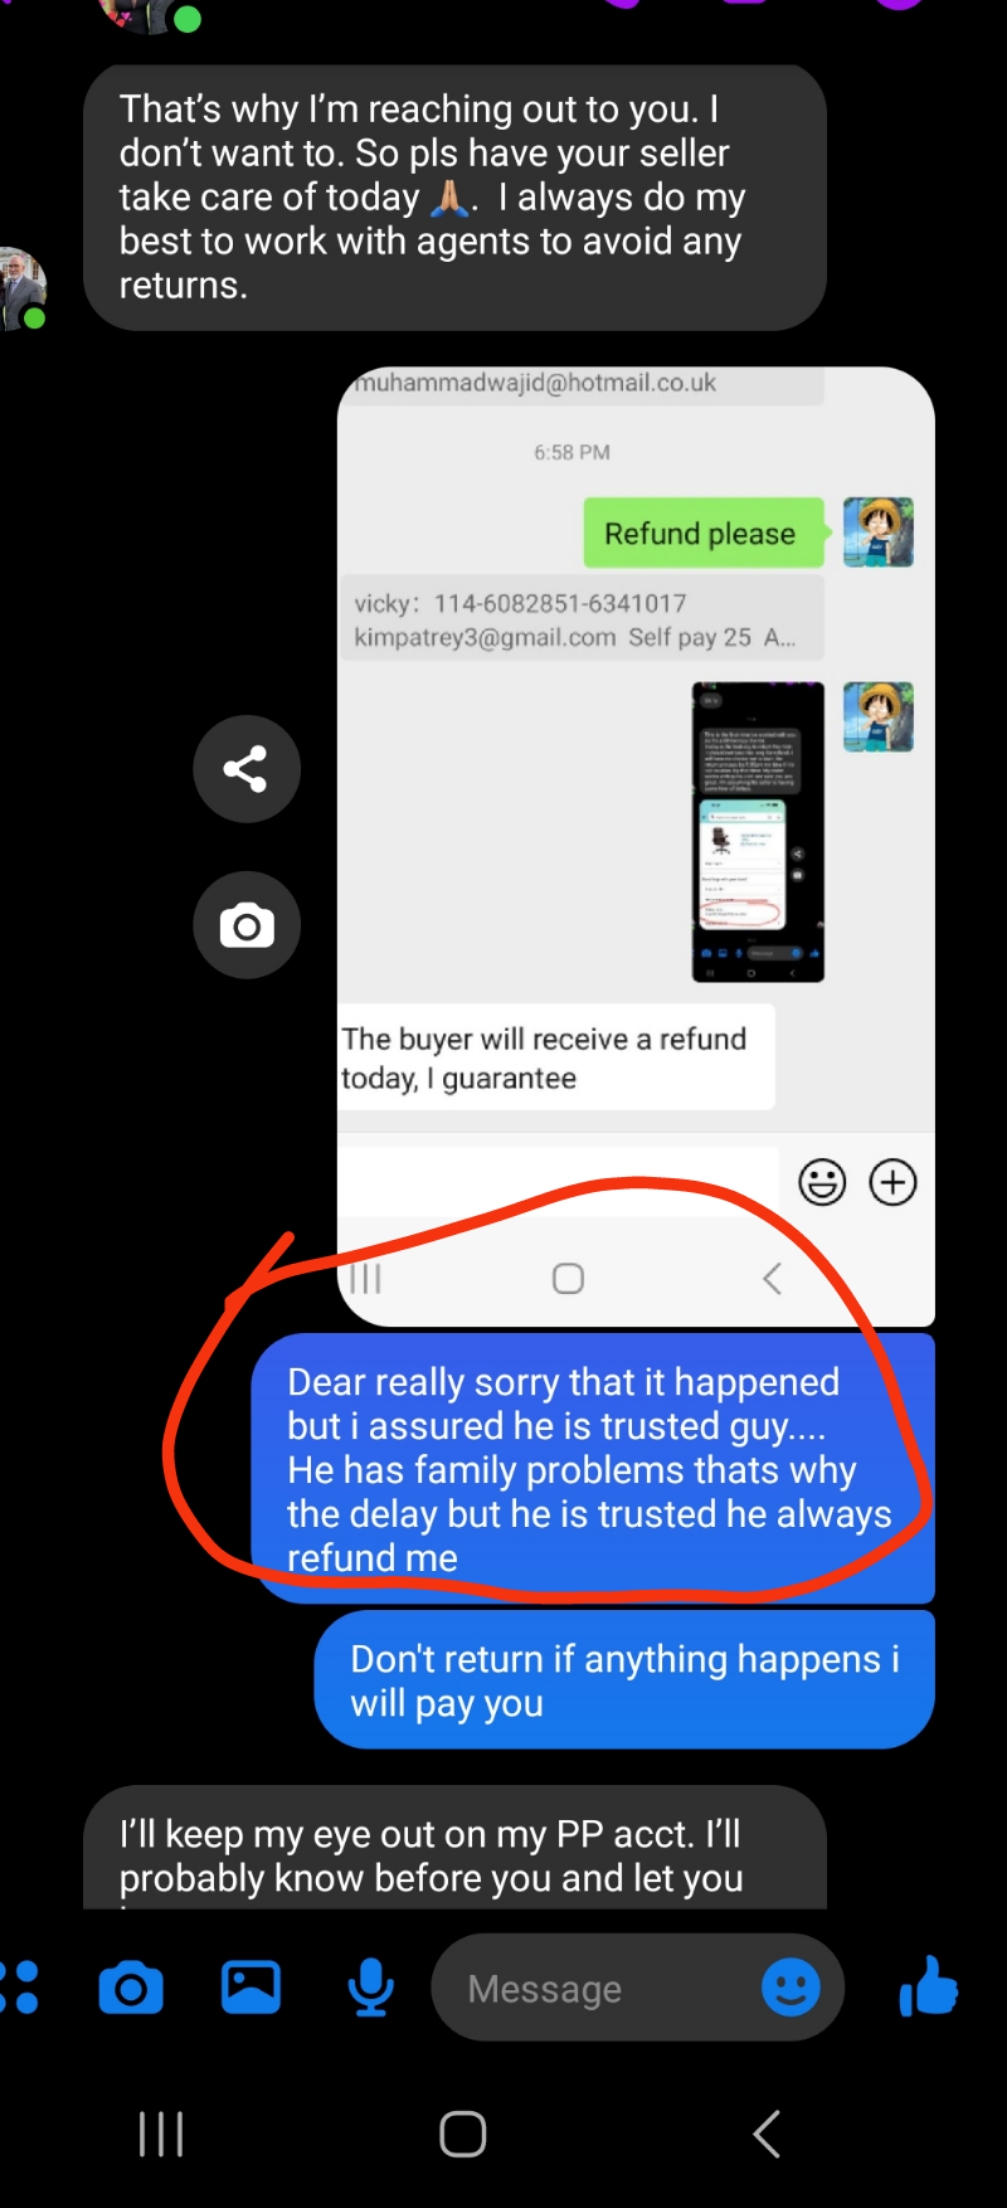 That's why I'm reaching out to you. I
don't want to. So pls have your seller
take care of today 🙏🏽. I always do my
best to work with agents to avoid any
returns.
muhammadwajid@hotmail.co.uk
6:58 PM
Refund please
vicky: 114-6082851-6341017
kimpatrey3@gmail.com Self pay 25 A...
The buyer will receive a refund
today, I guarantee
Dear really sorry that it happened
but i assured he is trusted guy....
He has family problems thats why
the delay but he is trusted he always
refund me
Don't return if anything happens i
will pay you
I'll keep my eye out on my PP acct. I'll
probably know before you and let you
Message